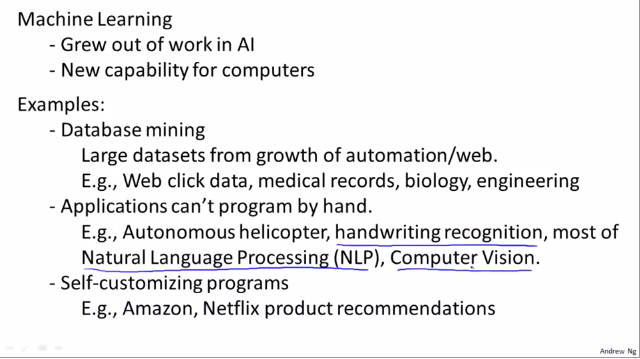 Machine Learning
- Grew out of work in AI
- New capability for computers
Examples:
- Database mining
Large datasets from growth of automation/web.
E.g., Web click data, medical records, biology, engineering
- Applications can't program by hand.
E.g., Autonomous helicopter, handwriting recognition, most of
Natural Language Processing (NLP), Computer Vision.
- Self-customizing programs
E.g., Amazon, Netflix product recommendations
Andrew Ng